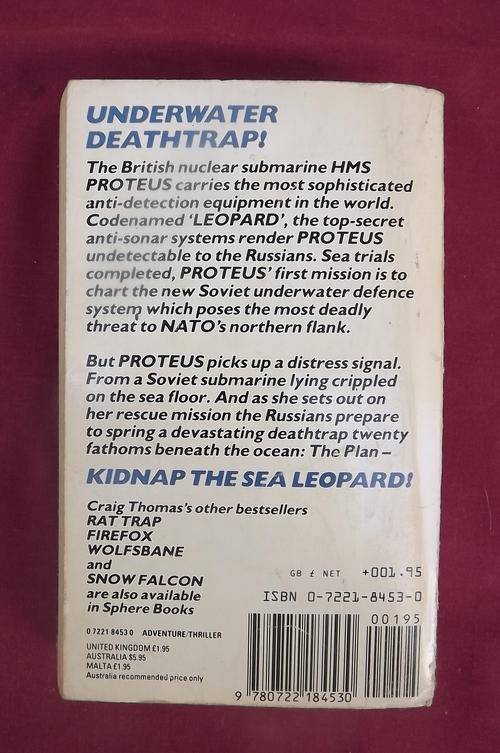 UNDERWATER
DEATHTRAP!
The British nuclear submarine HMS
PROTEUS carries the most sophisticated
anti-detection equipment in the world.
Codenamed ‘LEOPARD’, the top-secret
anti-sonar systems render PROTEUS
undetectable to the Russians. Sea trials
completed, PROTEUS’ first mission is to
chart the new Soviet underwater defence
system which poses the most deadly
threat to NATO’s northern flank.
But PROTEUS picks up a distress signal.
From a Soviet submarine lying crippled
on the sea floor. And as she sets out on
her rescue mission the Russians prepare
to spring a devastating deathtrap twenty
fathoms beneath the ocean: The Plan –
KIDNAP THE SEA LEOPARD!
Craig Thomas’s other bestsellers
RAT TRAP
FIREFOX
WOLFSBANE
and
SNOW FALCON
are also available
in Sphere Books
0 7221 8453 0 ADVENTURE/THRILLER
UNITED KINGDOM £1.95
AUSTRALIA $5.95
MALTA £1.95
Australia recommended price only
GB £ NET +001.95
ISBN 0-7221-8453-0
00195
9 780722 184530